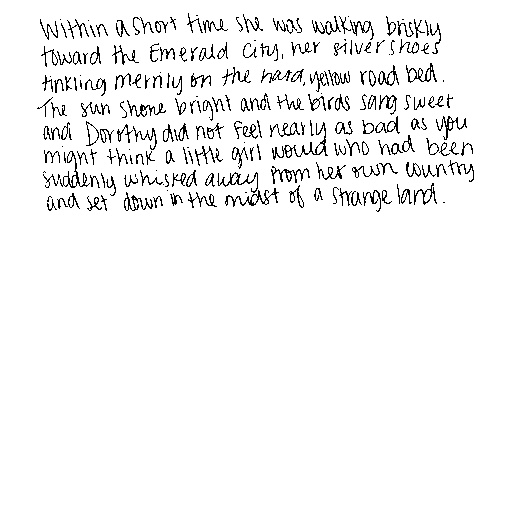 Within a short time she was walking briskly
toward the Emerald City, her silver shoes
tinkling merrily on the hard, yellow road bed.
The sun shone bright and the birds sang sweet
and Dorothy did not feel nearly as bad as you
might think a little girl would who had been
suddenly whisked away from her own country
and set down in the midst of a strange land.